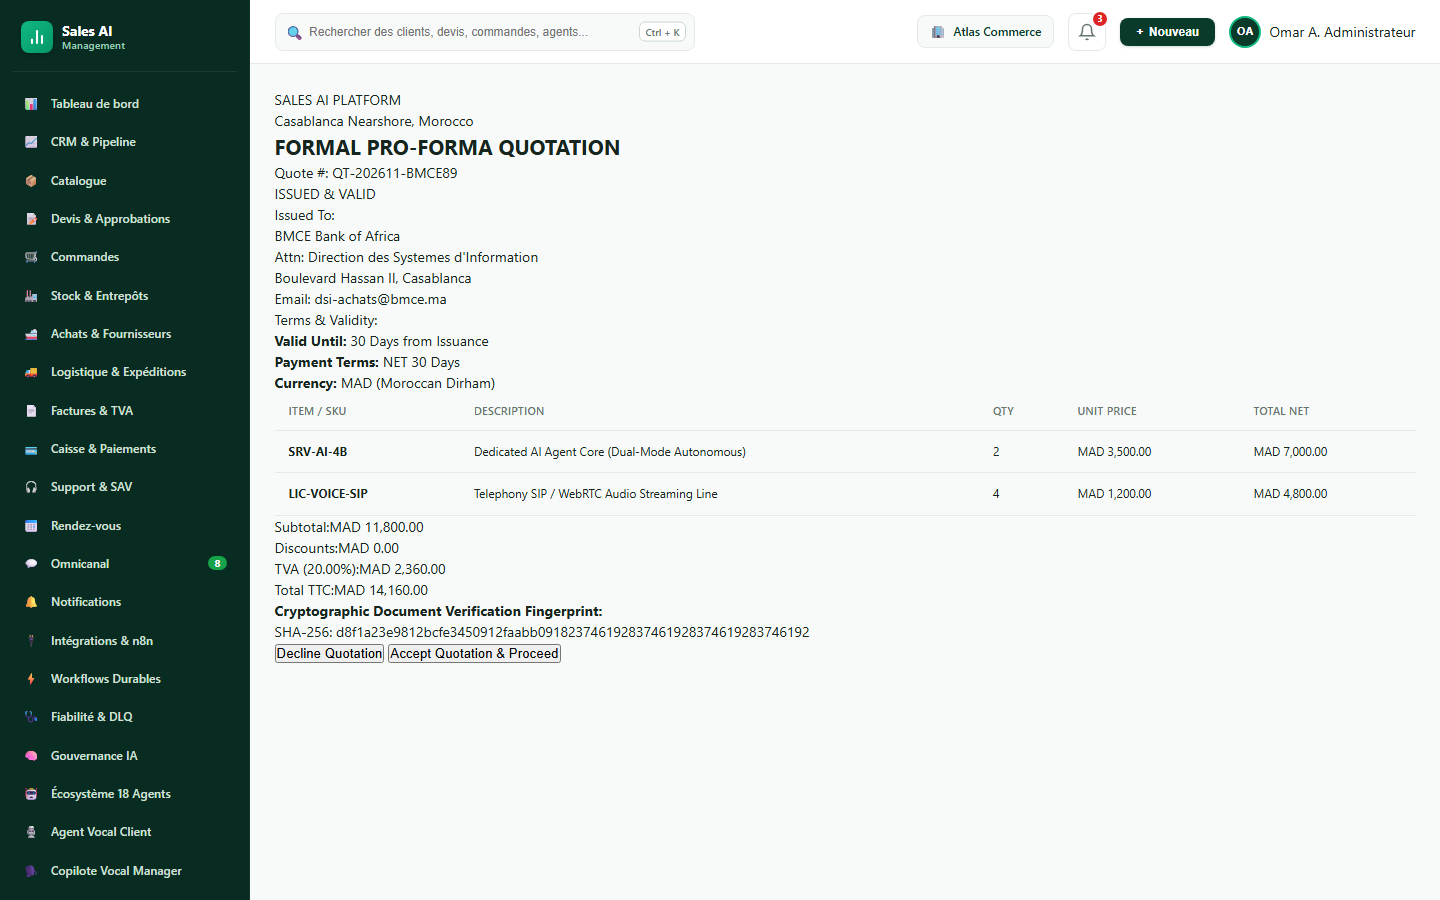 Sales AI
Management
Tableau de bord
CRM & Pipeline
Catalogue
Devis & Approbations
Commandes
Stock & Entrepôts
Achats & Fournisseurs
Logistique & Expéditions
Factures & TVA
Caisse & Paiements
Support & SAV
Rendez-vous
Omnicanal 8
Notifications
Intégrations & n8n
Workflows Durables
Fiabilité & DLQ
Gouvernance IA
Écosystème 18 Agents
Agent Vocal Client
Copilote Vocal Manager
Rechercher des clients, devis, commandes, agents... Ctrl + K
Atlas Commerce
3
+ Nouveau
OA Omar A. Administrateur
SALES AI PLATFORM
Casablanca Nearshore, Morocco
FORMAL PRO-FORMA QUOTATION
Quote #: QT-202611-BMCE89
ISSUED & VALID
Issued To:
BMCE Bank of Africa
Attn: Direction des Systemes d'Information
Boulevard Hassan II, Casablanca
Email: dsi-achats@bmce.ma
Terms & Validity:
Valid Until: 30 Days from Issuance
Payment Terms: NET 30 Days
Currency: MAD (Moroccan Dirham)
ITEM / SKU DESCRIPTION QTY UNIT PRICE TOTAL NET
SRV-AI-4B Dedicated AI Agent Core (Dual-Mode Autonomous) 2 MAD 3,500.00 MAD 7,000.00
LIC-VOICE-SIP Telephony SIP / WebRTC Audio Streaming Line 4 MAD 1,200.00 MAD 4,800.00
Subtotal:MAD 11,800.00
Discounts:MAD 0.00
TVA (20.00%):MAD 2,360.00
Total TTC:MAD 14,160.00
Cryptographic Document Verification Fingerprint:
SHA-256: d8f1a23e9812bcfe3450912faabb0918237461928374619283746192​83746192
Decline Quotation Accept Quotation & Proceed